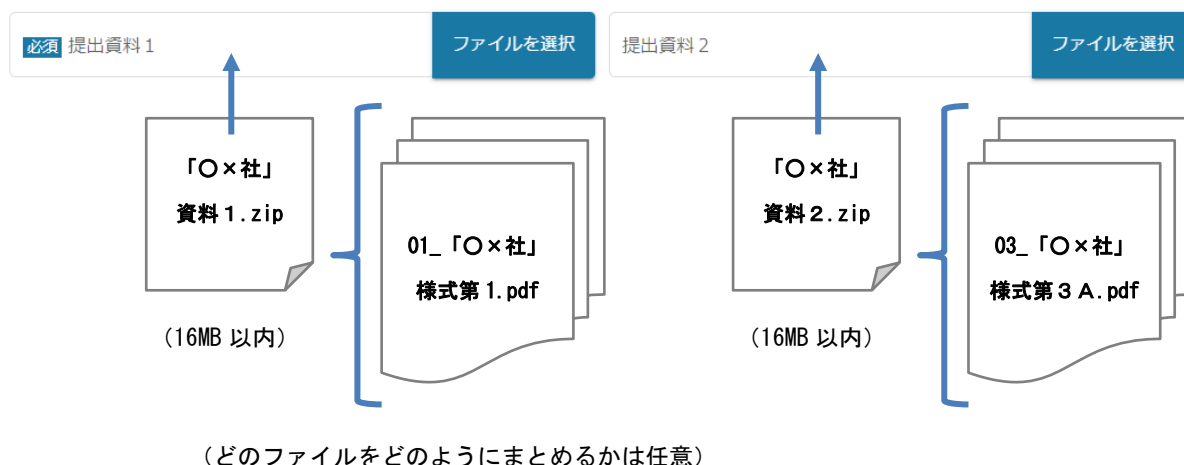 必須 提出資料1
ファイルを選択
提出資料2
ファイルを選択
「○×社」
資料1.zip
01_「○×社」
様式第1.pdf
(16MB 以内)
「○×社」
資料2.zip
03_「○×社」
様式第3A.pdf
(16MB 以内)
(どのファイルをどのようにまとめるかは任意)